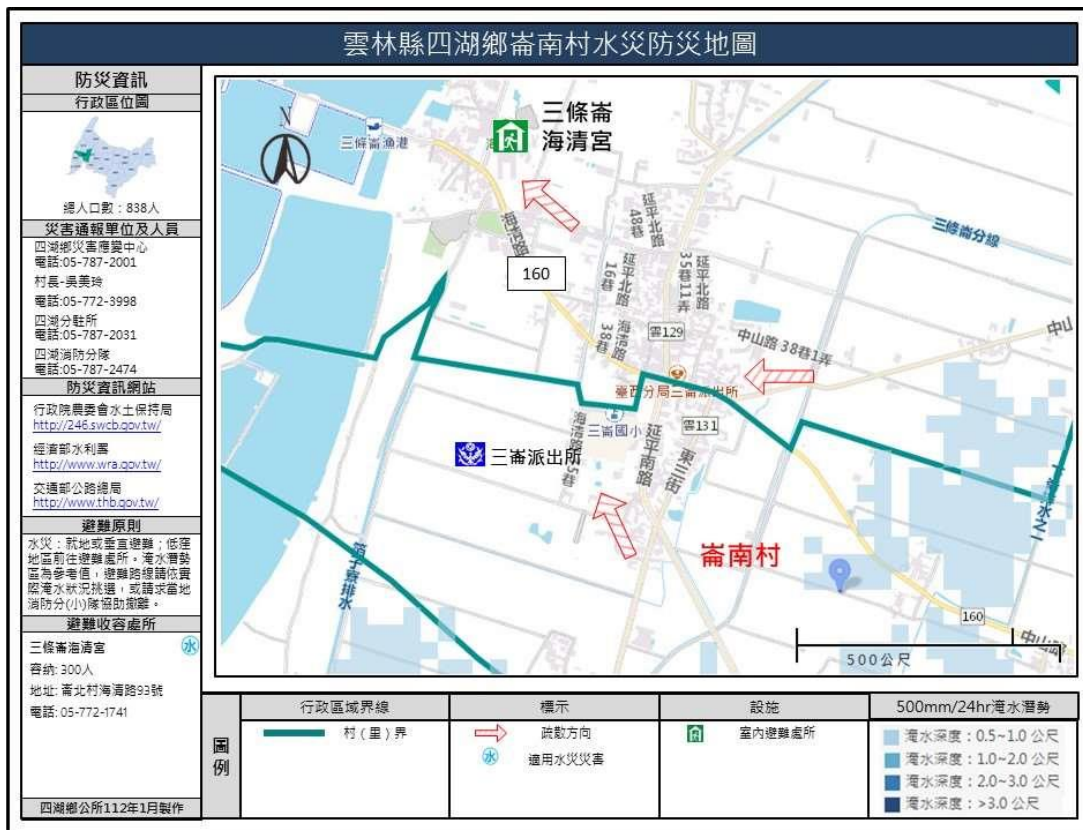 雲林縣四湖鄉崙南村水災防災地圖
防災資訊
行政區位圖
總人口數：838人
災害通報單位及人員
四湖鄉災害應變中心
電話:05-787-2001
村長-吳美玲
電話:05-772-3998
四湖分駐所
電話:05-787-2031
四湖消防分隊
電話:05-787-2474
防災資訊網站
行政院農委會水土保持局
http://246.swcb.gov.tw/
經濟部水利署
http://www.wra.gov.tw/
交通部公路總局
http://www.thb.gov.tw/
避難原則
水災：就地或垂直避難；低窪
地區前往避難處所。淹水潛勢
區為參考值，避難路線請依實
際淹水狀況挑選，或請求當地
消防分(小)隊協助撤離。
避難收容處所
三條崙海清宮
水
容納:300人
地址:崙北村海清路93號
電話:05-772-1741
四湖鄉公所112年1月製作
N
三條崙漁港
三條崙
海清宮
海清路
160
延平北路
48巷
延平北路
16巷
延平北路
35巷11弄
海清路
38巷
雲129
中山路 38巷1弄
中山
三條崙分線
臺西分局三崙派出所
三崙國小
三崙派出所
雲131
延平南路
東三街
崙南村
箔子寮排水
160
中山路
500公尺
圖例
行政區域界線
村（里）界
標示
疏散方向
水
適用水災災害
設施
室內避難處所
500mm/24hr淹水潛勢
淹水深度：0.5~1.0 公尺
淹水深度：1.0~2.0 公尺
淹水深度：2.0~3.0 公尺
淹水深度：>3.0 公尺